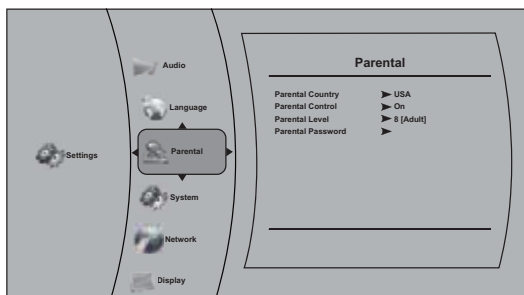 Settings
Audio
Language
Parental
System
Network
Display
Parental
Parental Country USA
Parental Control On
Parental Level 8 [Adult]
Parental Password